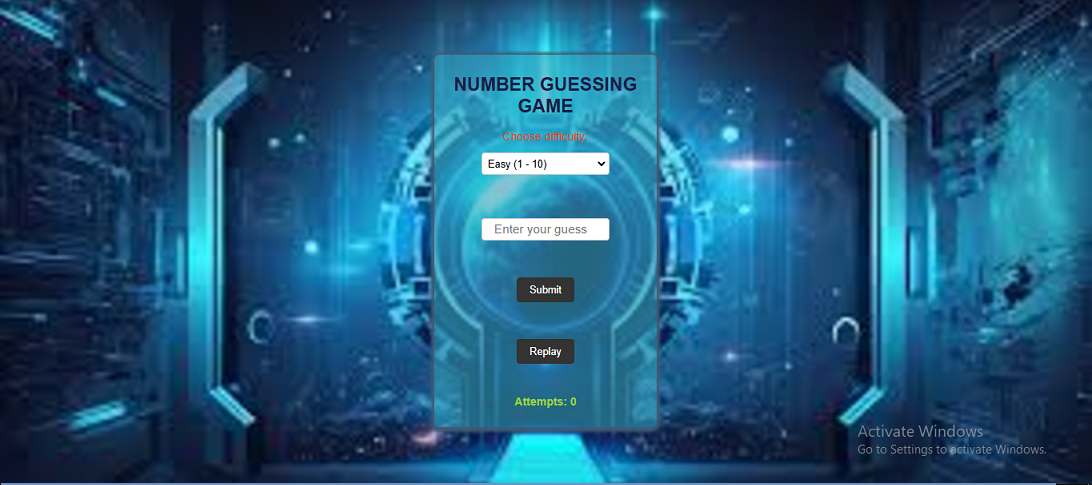 NUMBER GUESSING
GAME
Choose difficulty:
Easy (1 - 10)
Enter your guess
Submit
Replay
Attempts: 0
Activate Windows
Go to Settings to activate Windows.